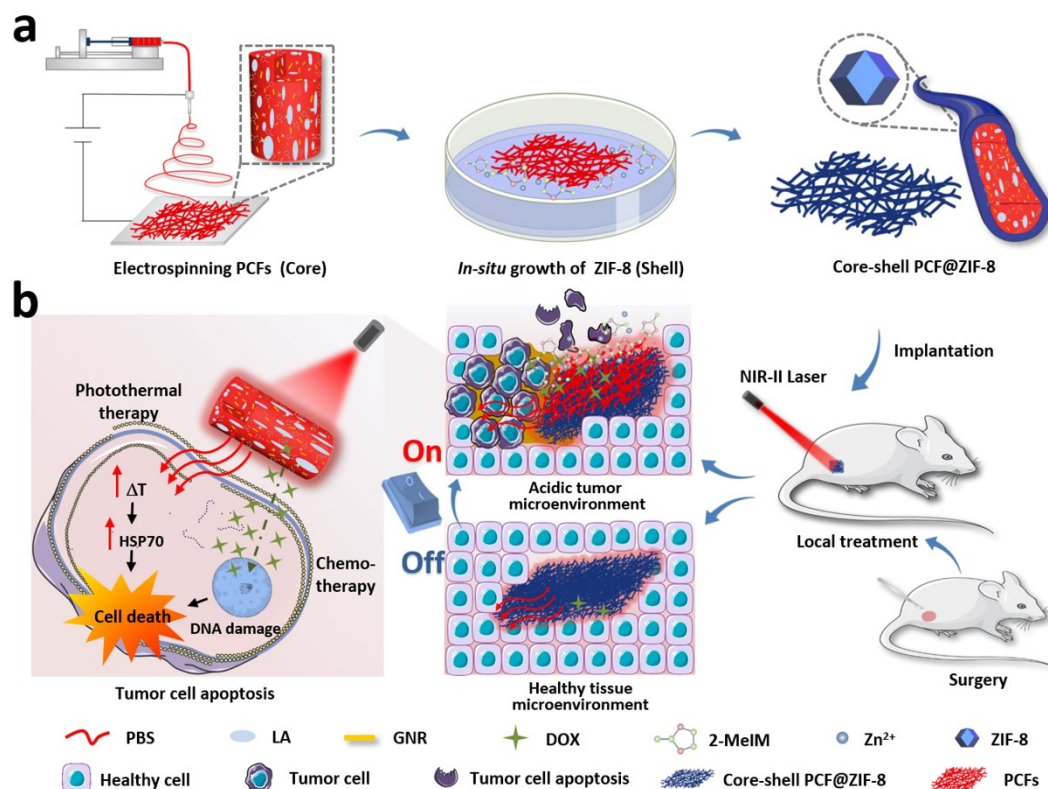 a
Electrospinning PCFs (Core)
In-situ growth of ZIF-8 (Shell)
Core-shell PCF@ZIF-8
b
Photothermal
therapy
ΔT
HSP70
Cell death
DNA damage
Chemo-
therapy
Tumor cell apoptosis
On
Off
Acidic tumor
microenvironment
Healthy tissue
microenvironment
Implantation
NIR-II Laser
Local treatment
Surgery
PBS
LA
GNR
DOX
2-MeIM
Zn²⁺
ZIF-8
Healthy cell
Tumor cell
Tumor cell apoptosis
Core-shell PCF@ZIF-8
PCFs